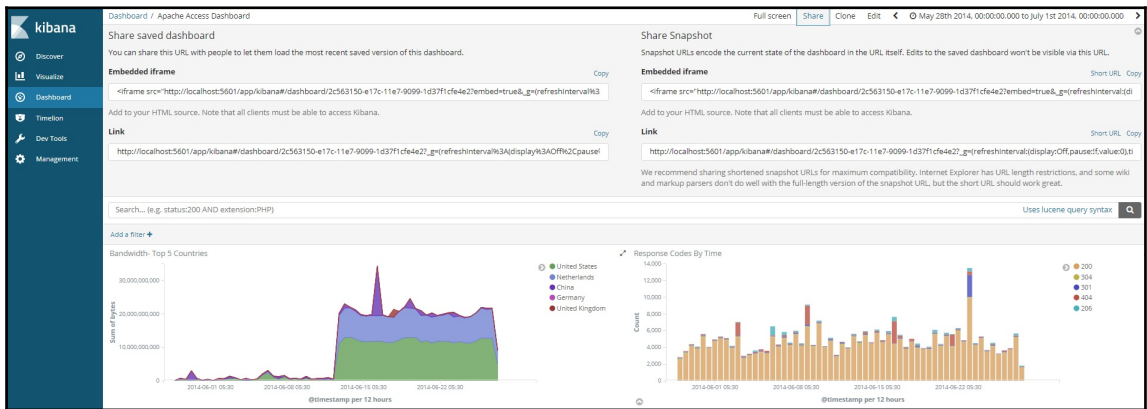 kibana
Discover
Visualize
Dashboard
Timelion
Dev Tools
Management
Dashboard / Apache Access Dashboard
Full screen Share Clone Edit May 28th 2014, 00:00:00.000 to July 1st 2014, 00:00:00.000
Share saved dashboard
You can share this URL with people to let them load the most recent saved version of this dashboard.
Embedded iframe Copy
<iframe src="http://localhost:5601/app/kibana#/dashboard/2c563150-e17c-11e7-9099-1d37f1cfe4e2?embed=true&_g=(refreshInterval%3
Add to your HTML source. Note that all clients must be able to access Kibana.
Link Copy
http://localhost:5601/app/kibana#/dashboard/2c563150-e17c-11e7-9099-1d37f1cfe4e2?_g=(refreshInterval%3A(display%3AOff%2Cpause%
Share Snapshot
Snapshot URLs encode the current state of the dashboard in the URL itself. Edits to the saved dashboard won't be visible via this URL.
Embedded iframe Short URL Copy
<iframe src="http://localhost:5601/app/kibana#/dashboard/2c563150-e17c-11e7-9099-1d37f1cfe4e2?embed=true&_g=(refreshInterval:(di
Add to your HTML source. Note that all clients must be able to access Kibana.
Link Short URL Copy
http://localhost:5601/app/kibana#/dashboard/2c563150-e17c-11e7-9099-1d37f1cfe4e2?_g=(refreshInterval:(display:Off,pause:!f,value:0),ti
We recommend sharing shortened snapshot URLs for maximum compatibility. Internet Explorer has URL length restrictions, and some wiki
and markup parsers don't do well with the full-length version of the snapshot URL, but the short URL should work great.
Search... (e.g. status:200 AND extension:PHP) Uses lucene query syntax
Add a filter +
Bandwidth- Top 5 Countries
Sum of bytes
30,000,000,000
20,000,000,000
10,000,000,000
0
2014-06-01 05:30 2014-06-08 05:30 2014-06-15 05:30 2014-06-22 05:30
@timestamp per 12 hours
United States
Netherlands
China
Germany
United Kingdom
Response Codes By Time
Count
14,000
12,000
10,000
8,000
6,000
4,000
2,000
0
2014-06-01 05:30 2014-06-08 05:30 2014-06-15 05:30 2014-06-22 05:30
@timestamp per 12 hours
200
304
301
404
206